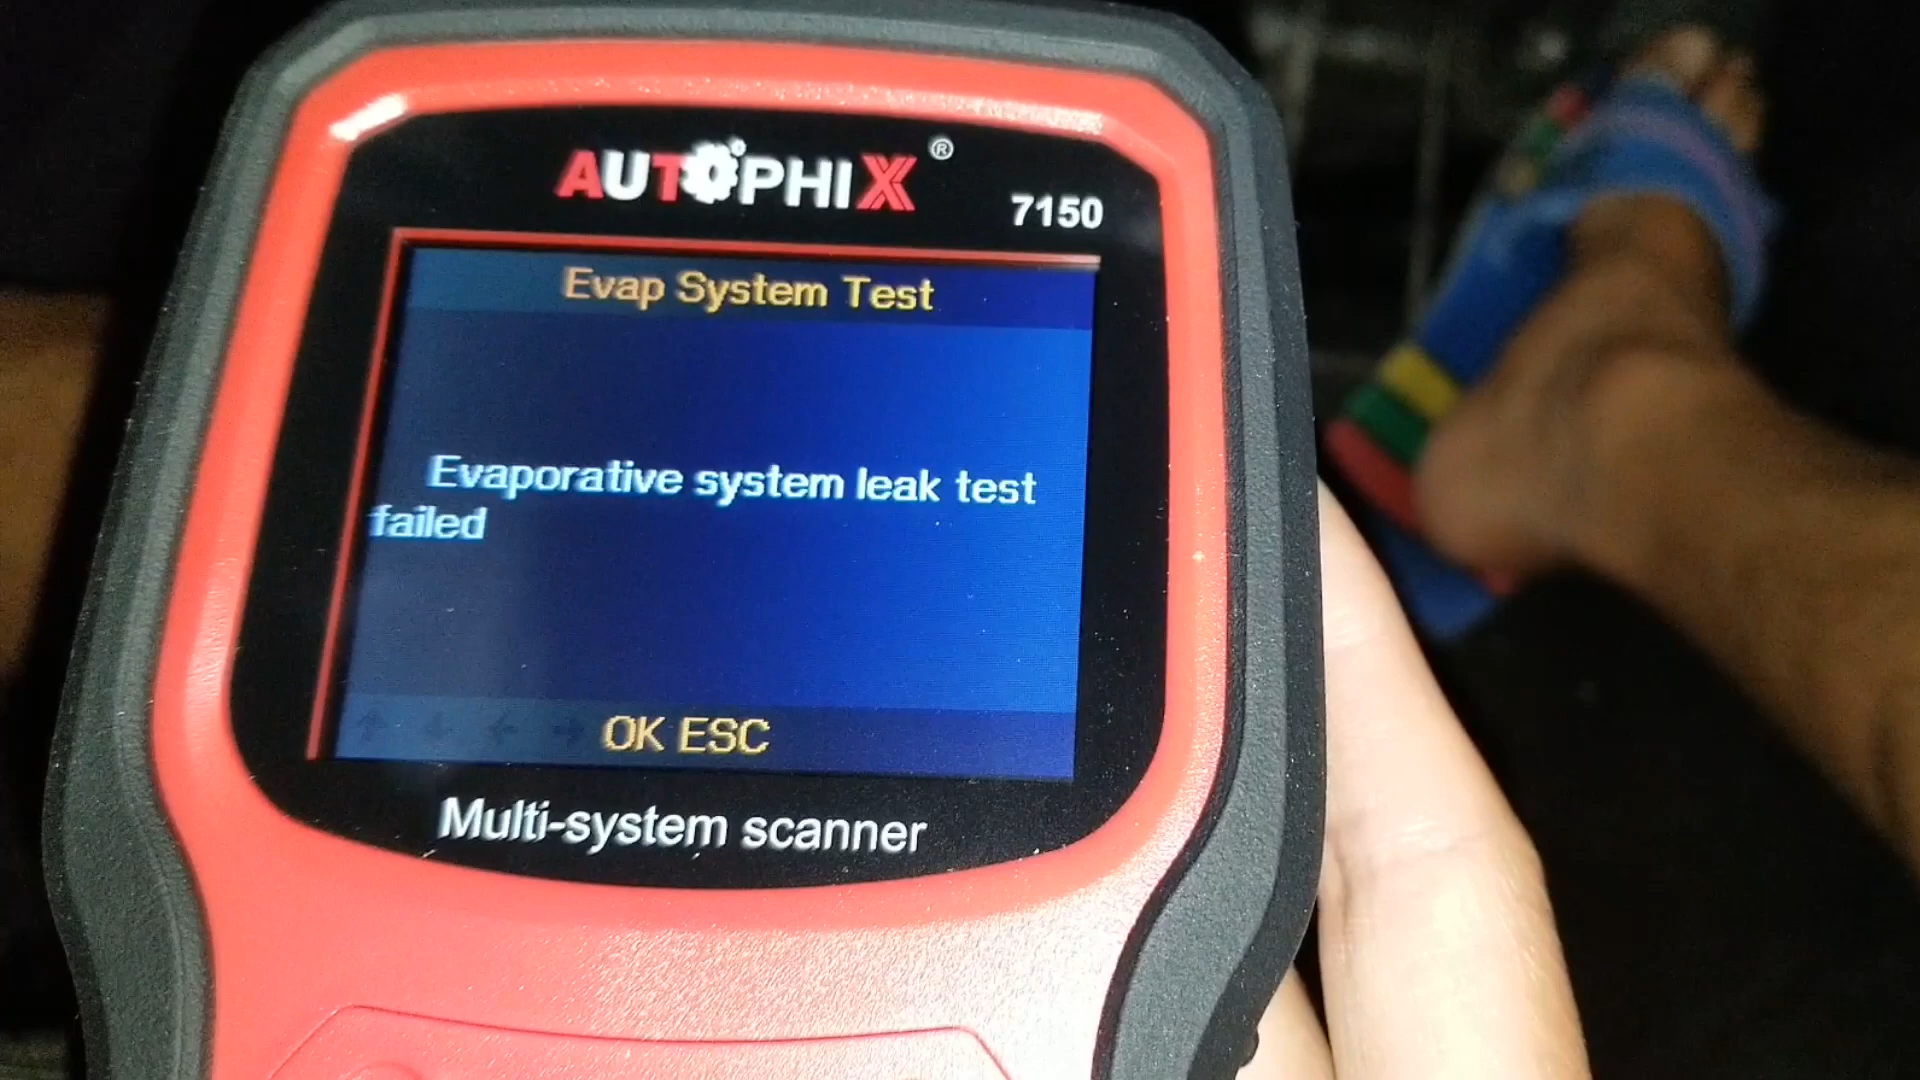 AUTOPHIX®
7150
Evap System Test
Evaporative system leak test
failed
OK ESC
Multi-system scanner